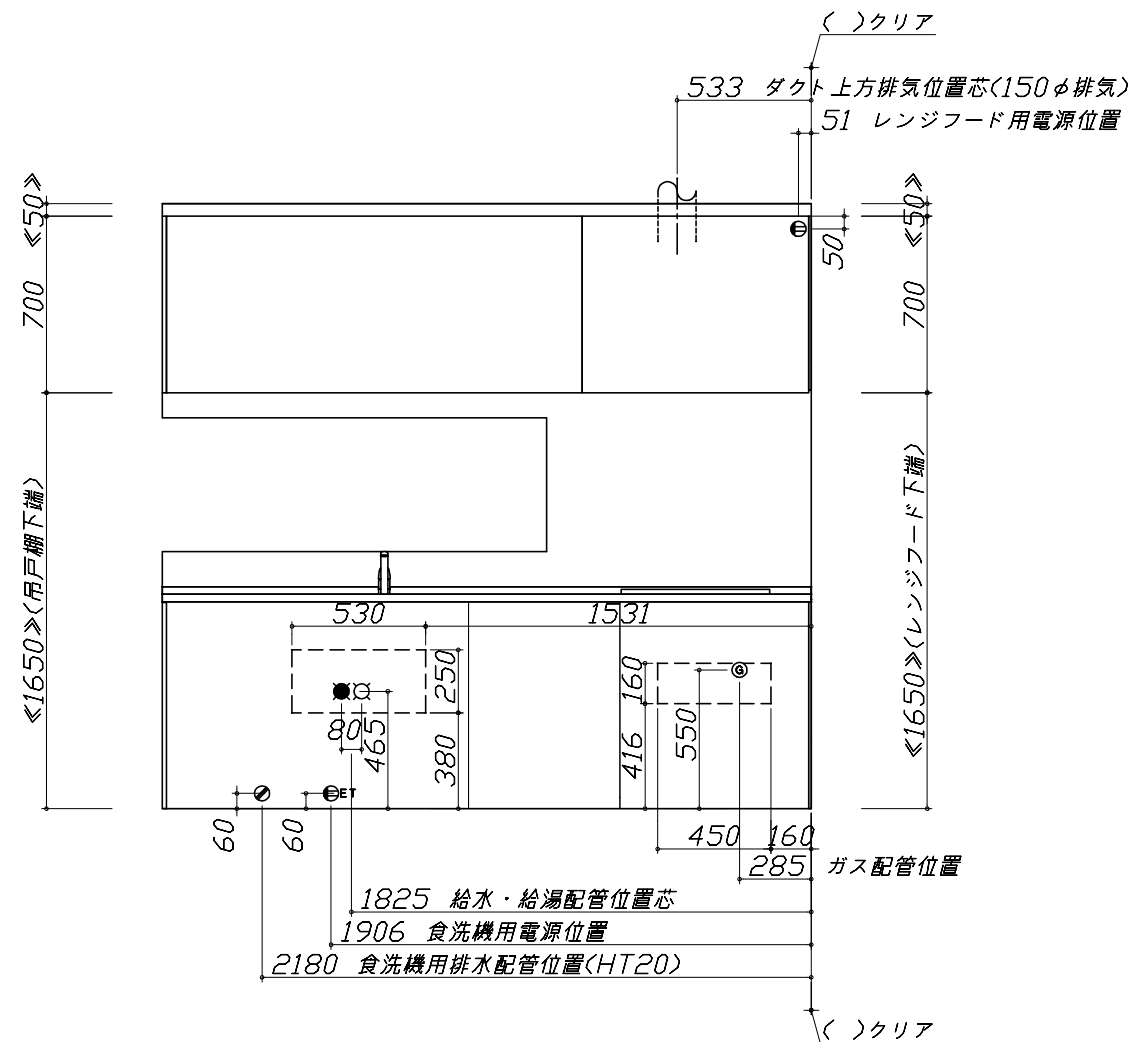 ( )クリア
533 ダクト上方排気位置芯(150φ排気)
51 レンジフード用電源位置
≪50≫
≪50≫
50
700
700
≪1650≫(吊戸棚下端)
≪1650≫(レンジフード下端)
530
1531
250
160
G
80
465
380
416
550
ET
60
60
450
160
285 ガス配管位置
1825 給水・給湯配管位置芯
1906 食洗機用電源位置
2180 食洗機用排水配管位置(HT20)
( )クリア